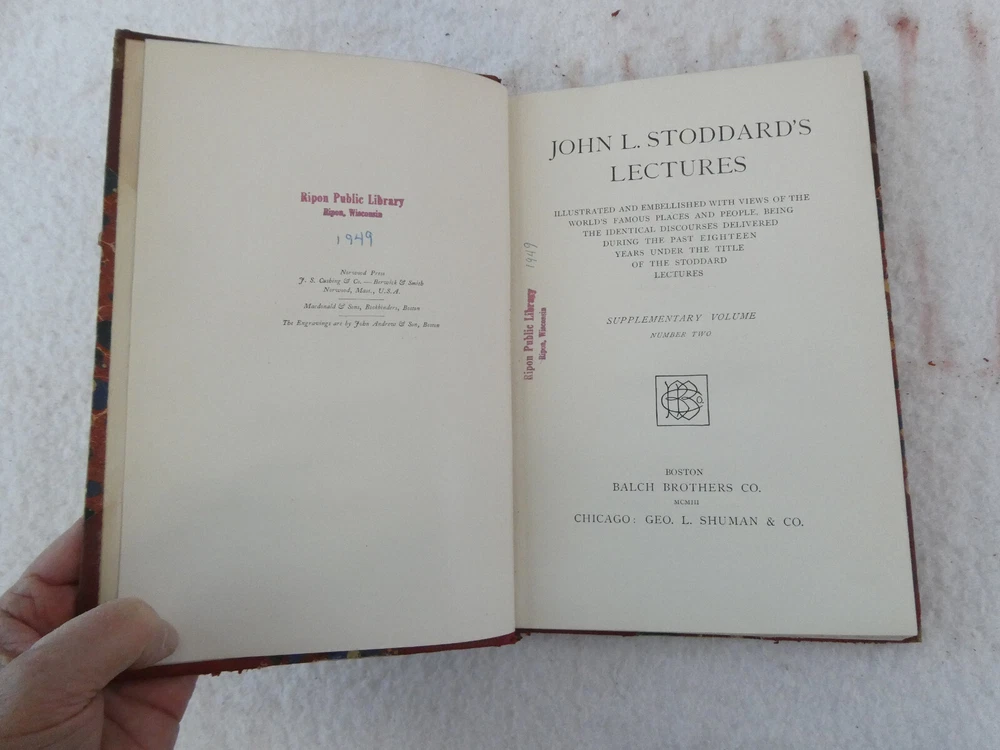 Ripon Public Library
Ripon, Wisconsin
1949
Norwood Press
J. S. Cushing & Co. — Berwick & Smith
Norwood, Mass., U.S.A.
Macdonald & Sons, Bookbinders, Boston
The Engravings are by John Andrew & Son, Boston
Ripon Public Library
Ripon, Wisconsin
1949
JOHN L. STODDARD'S
LECTURES
ILLUSTRATED AND EMBELLISHED WITH VIEWS OF THE
WORLD'S FAMOUS PLACES AND PEOPLE, BEING
THE IDENTICAL DISCOURSES DELIVERED
DURING THE PAST EIGHTEEN
YEARS UNDER THE TITLE
OF THE STODDARD
LECTURES
SUPPLEMENTARY VOLUME
NUMBER TWO
BOSTON
BALCH BROTHERS CO.
MCMIII
CHICAGO: GEO. L. SHUMAN & CO.